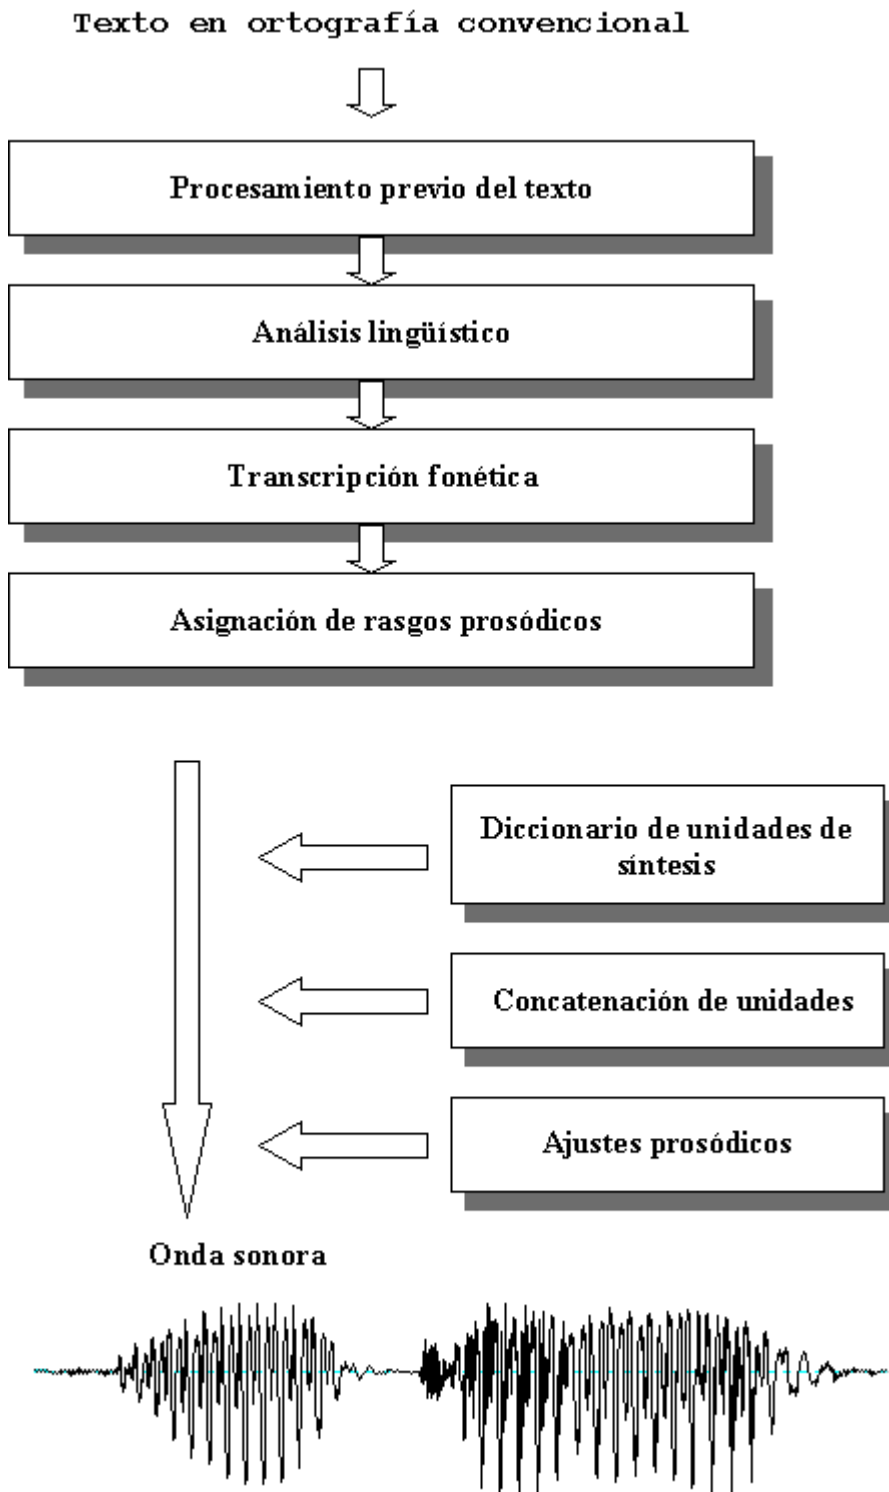 Texto en ortografía convencional
Procesamiento previo del texto
Análisis lingüístico
Transcripción fonética
Asignación de rasgos prosódicos
Diccionario de unidades de
síntesis
Concatenación de unidades
Ajustes prosódicos
Onda sonora